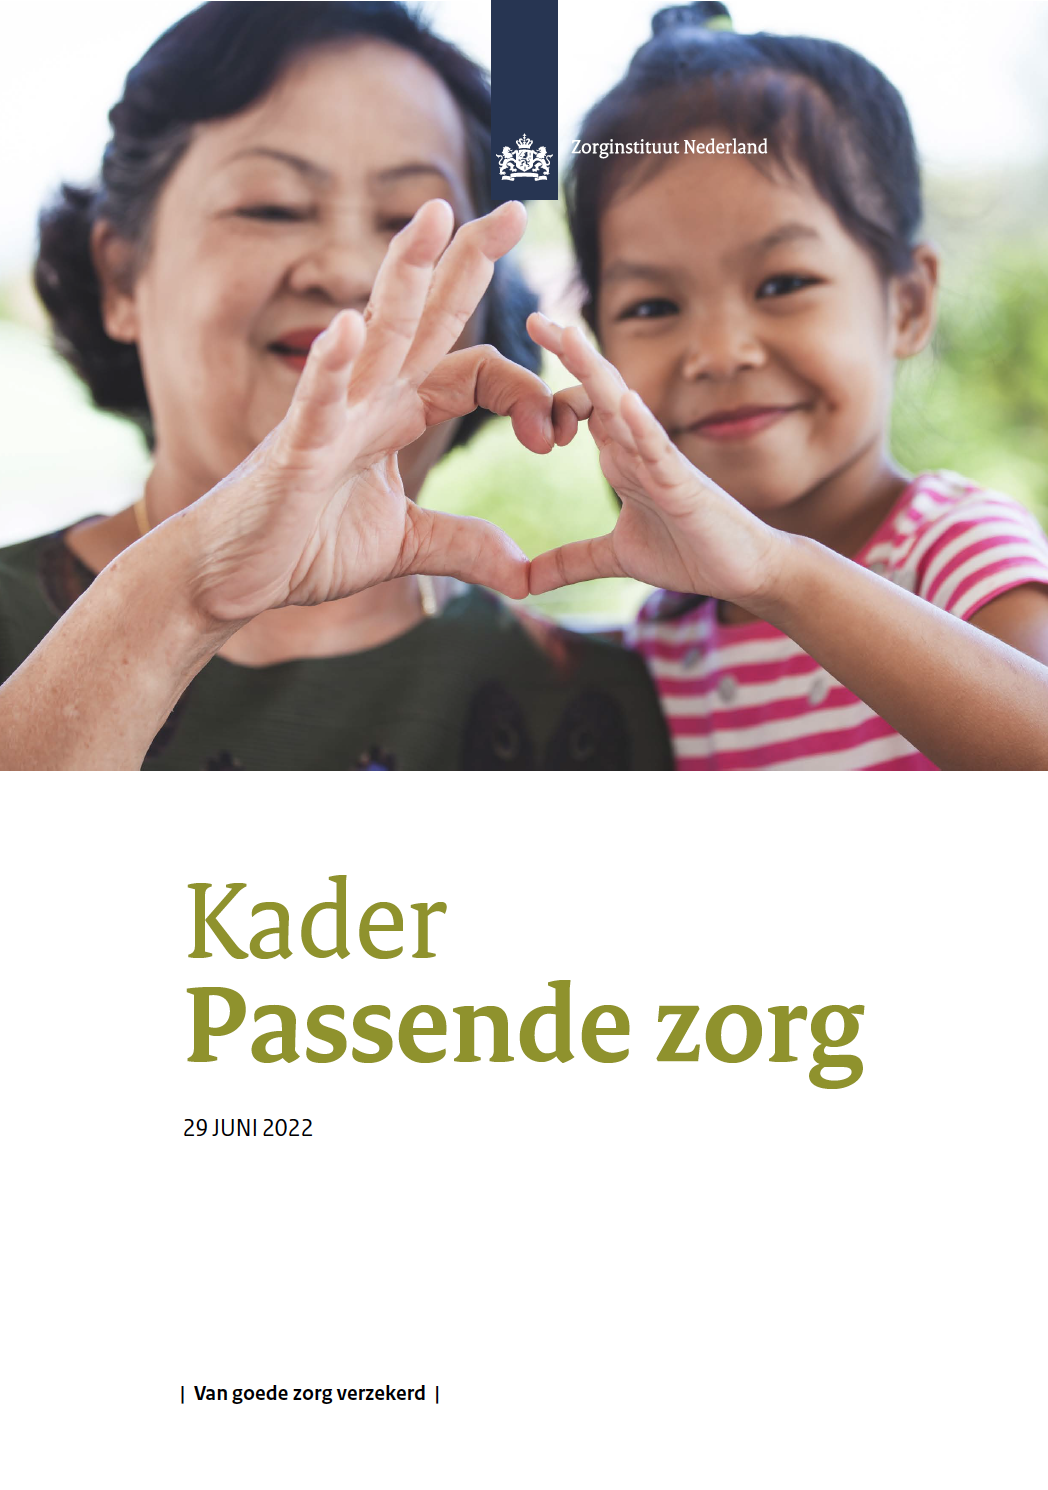 Zorginstituut Nederland
Kader
Passende zorg
29 JUNI 2022
| Van goede zorg verzekerd |